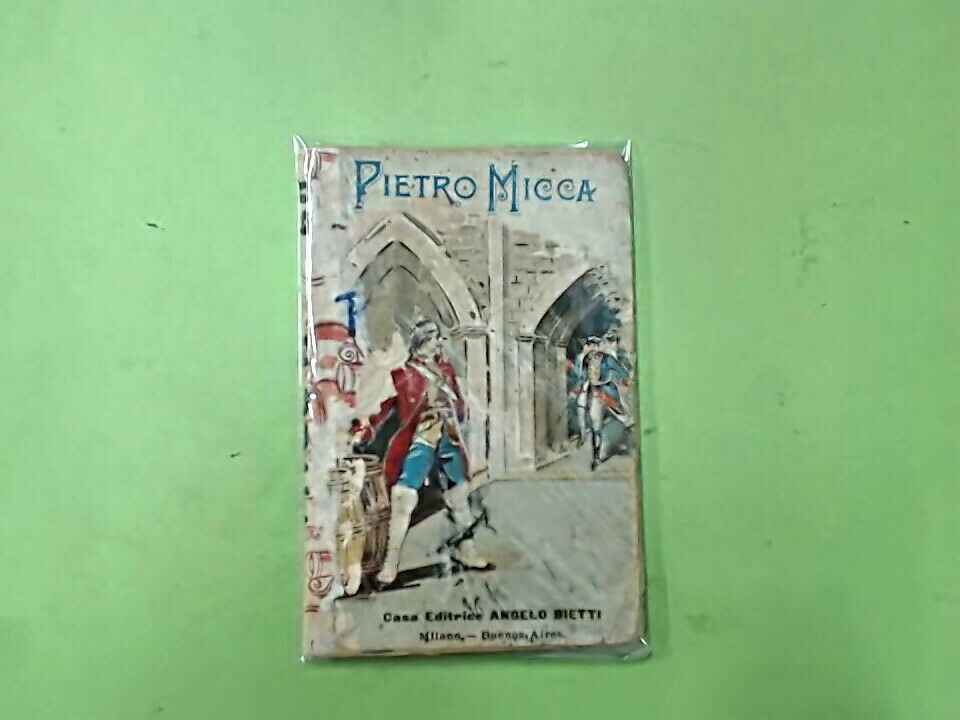 PIETRO MICCA
Casa Editrice ANGELO BIETTI
Milano, — Buenos Aires.